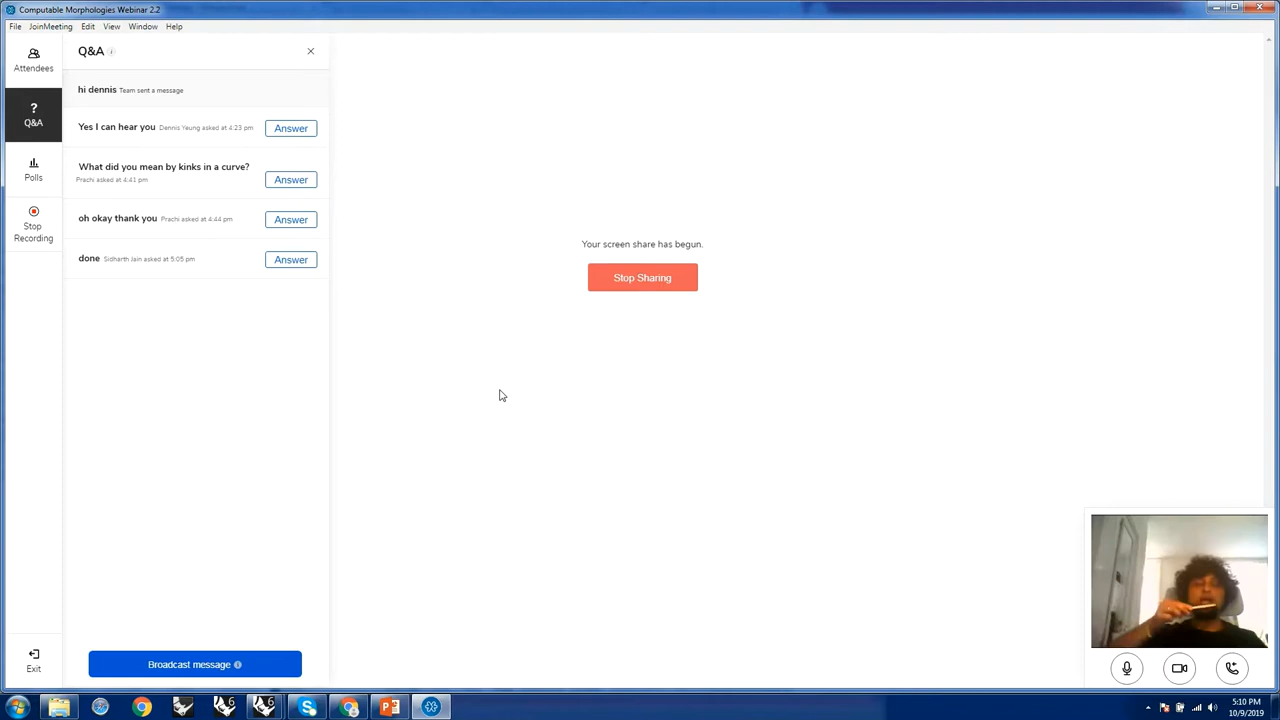 Computable Morphologies Webinar 2.2
File JoinMeeting Edit View Window Help
Attendees
Q&A
Polls
Stop
Recording
Exit
Q&A
hi dennis Team sent a message
Yes I can hear you Dennis Yeung asked at 4:23 pm
Answer
What did you mean by kinks in a curve?
Prachi asked at 4:41 pm
Answer
oh okay thank you Prachi asked at 4:44 pm
Answer
done Sidharth Jain asked at 5:05 pm
Answer
Broadcast message
Your screen share has begun.
Stop Sharing
5:10 PM
10/9/2019